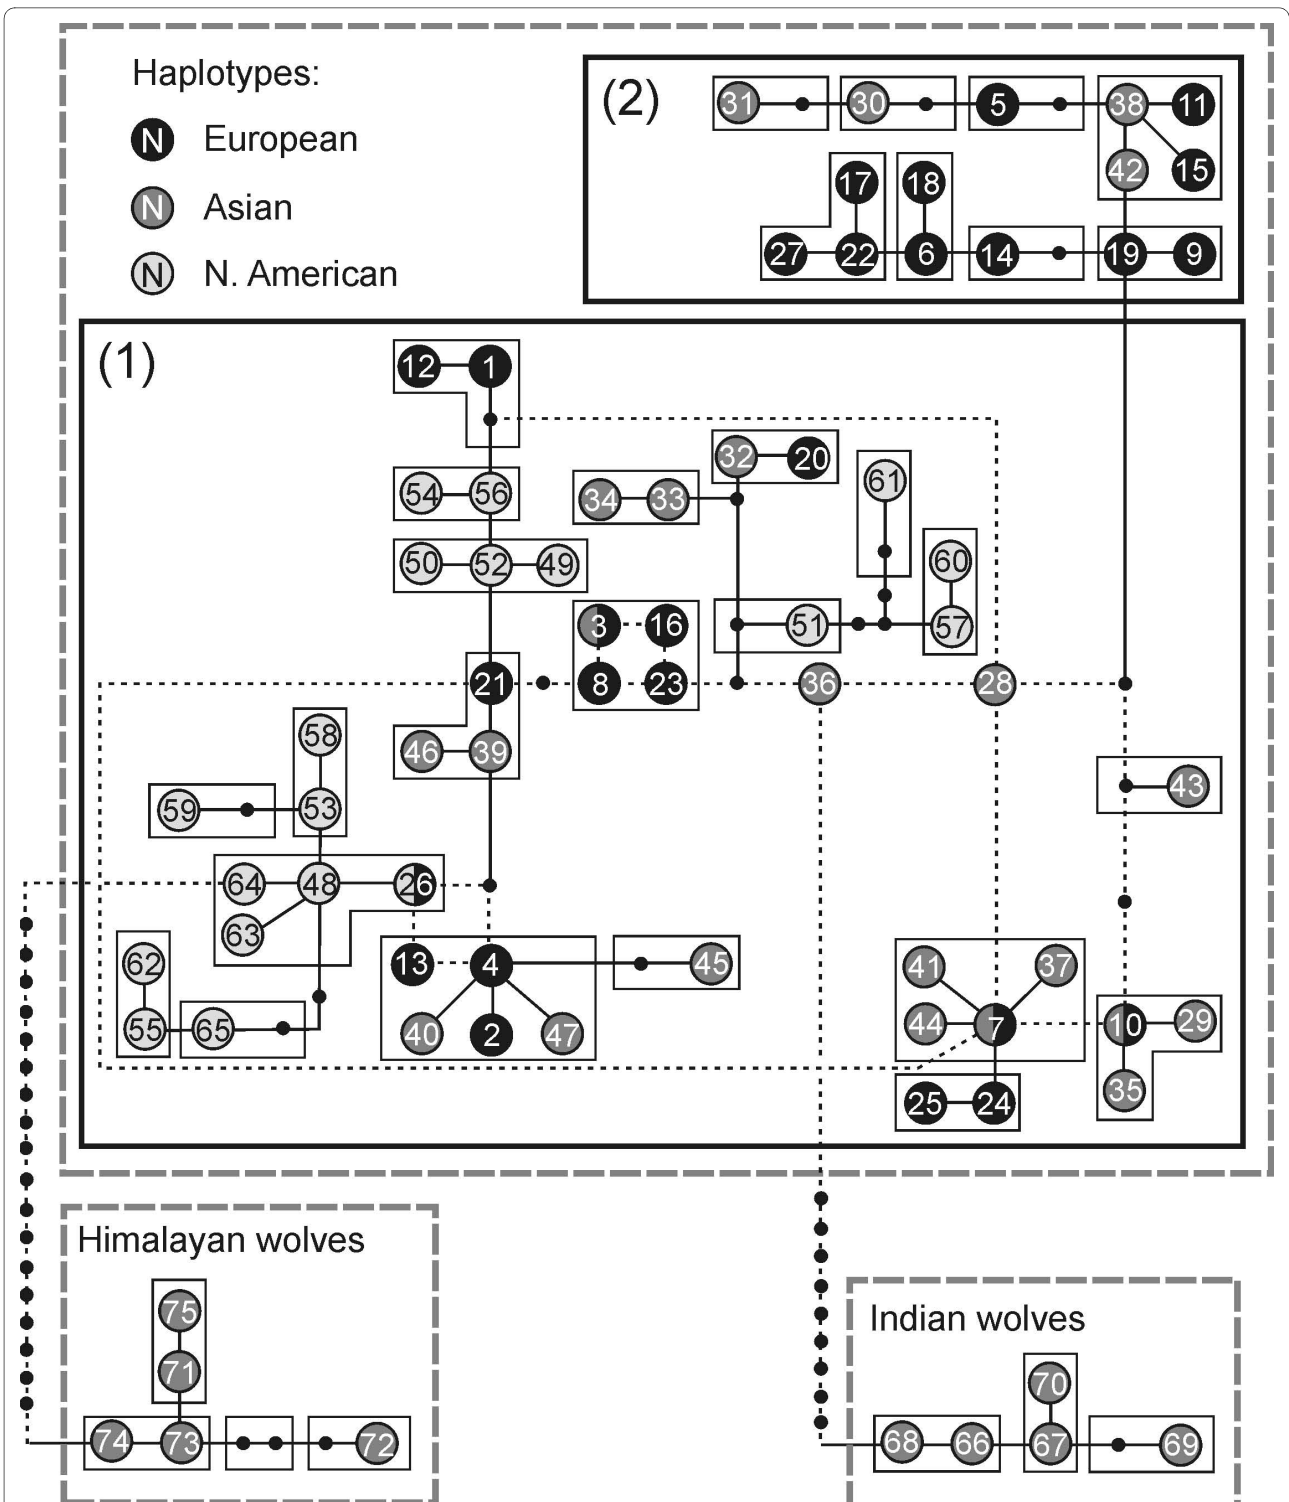 Haplotypes:
N European
N Asian
N N. American
(2)
31 30 5 38 11
42 15
17 18
27 22 6 14 19 9
(1)
12 1
32 20
54 56 34 33 61
50 52 49 60
3 16 51 57
21 8 23 36 28
46 39
58
59 53 43
64 48 26
63
62 13 4 45 41 37
55 65 40 2 47 44 7 10 29
25 24 35
Himalayan wolves
75
71
74 73 72
Indian wolves
70
68 66 67 69